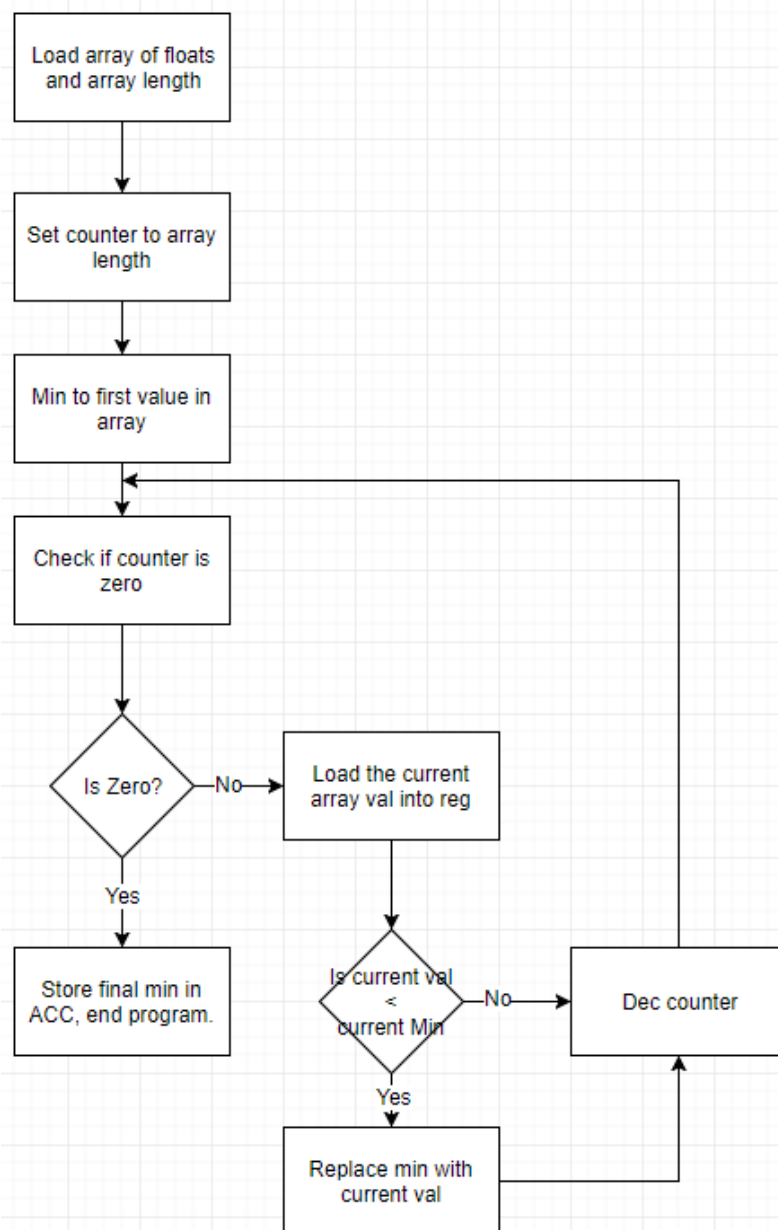 Load array of floats
and array length
Set counter to array
length
Min to first value in
array
Check if counter is
zero
Is Zero?
No
Load the current
array val into reg
Yes
Store final min in
ACC, end program.
Is current val
<
current Min
No
Dec counter
Yes
Replace min with
current val